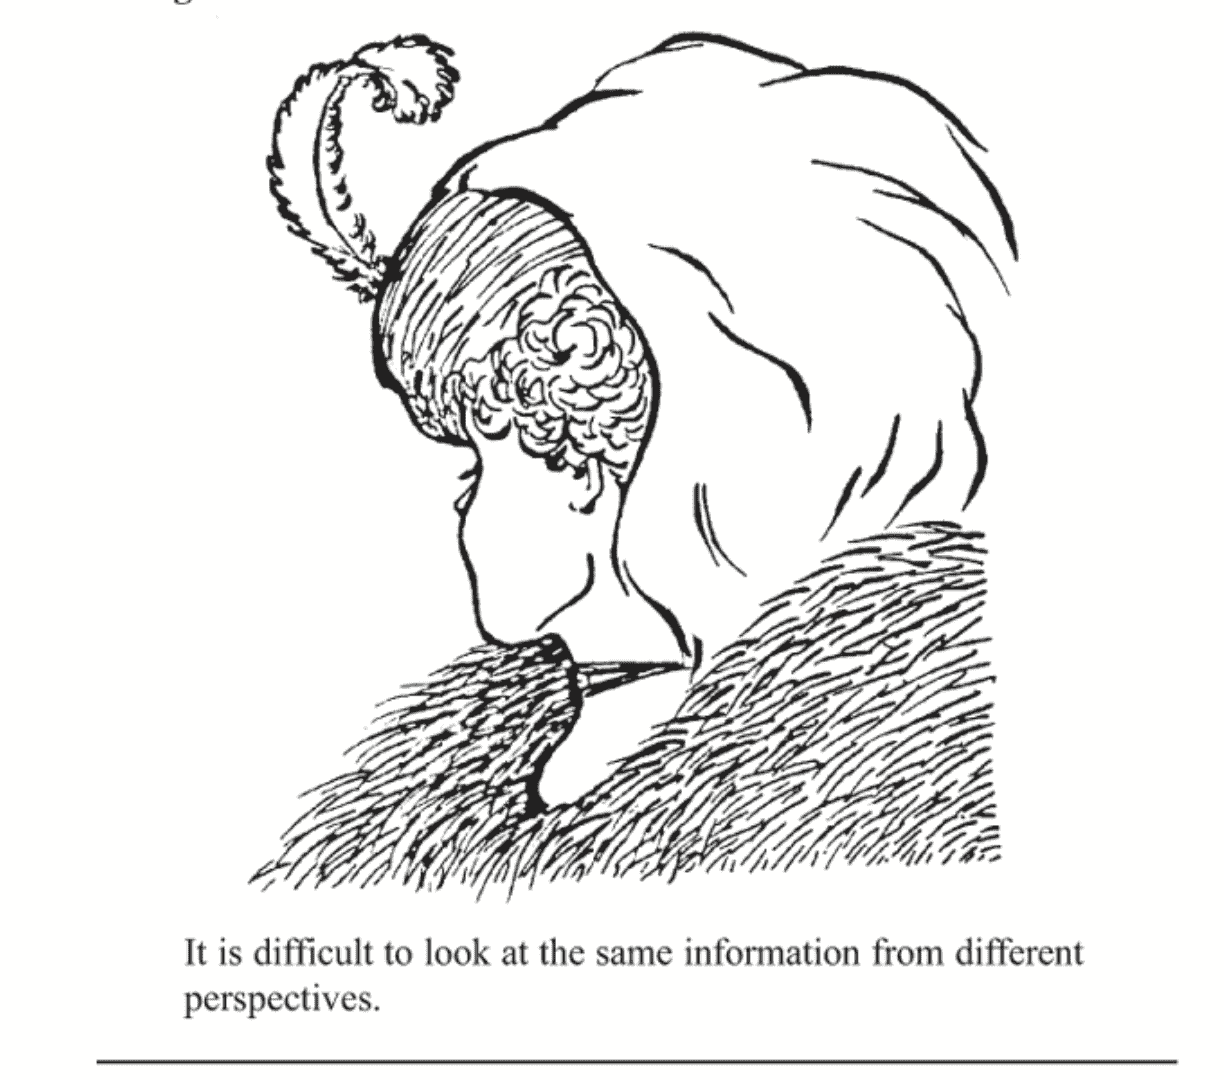 It is difficult to look at the same information from different
perspectives.